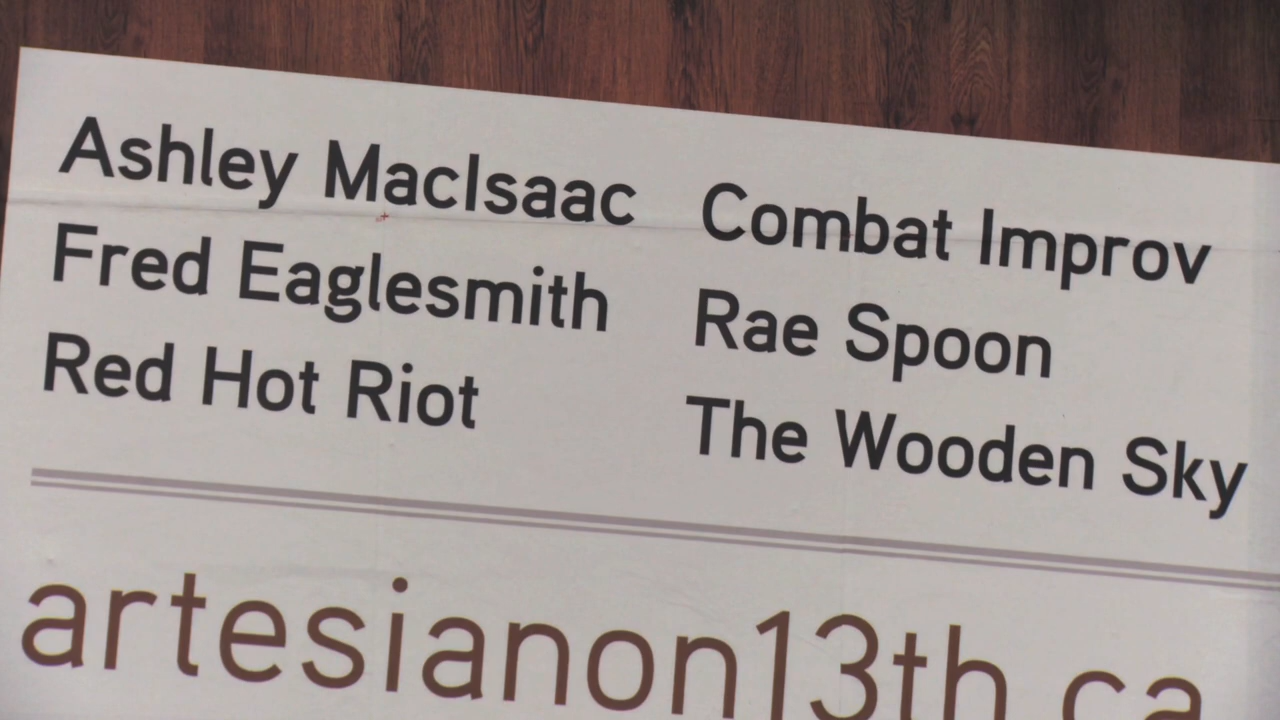 Ashley MacIsaac
Fred Eaglesmith
Red Hot Riot
Combat Improv
Rae Spoon
The Wooden Sky
artesianon13th.ca